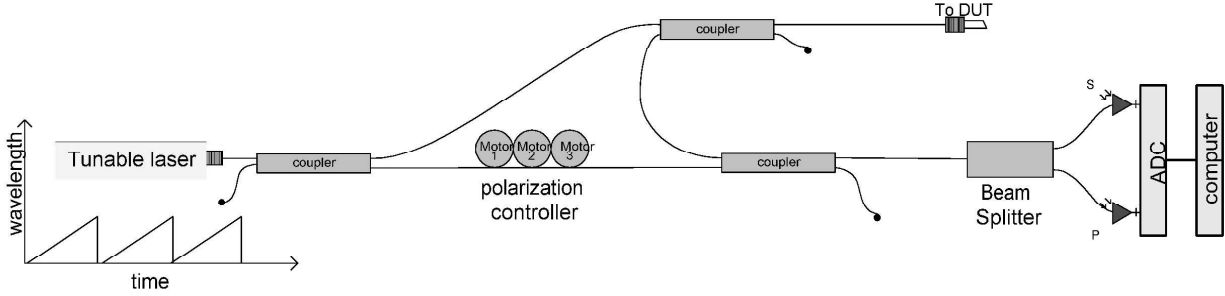 To DUT
coupler
S
wavelength
Tunable laser
coupler
Motor Motor Motor
1 2 3
polarization
controller
coupler
Beam
Splitter
P
ADC
computer
time